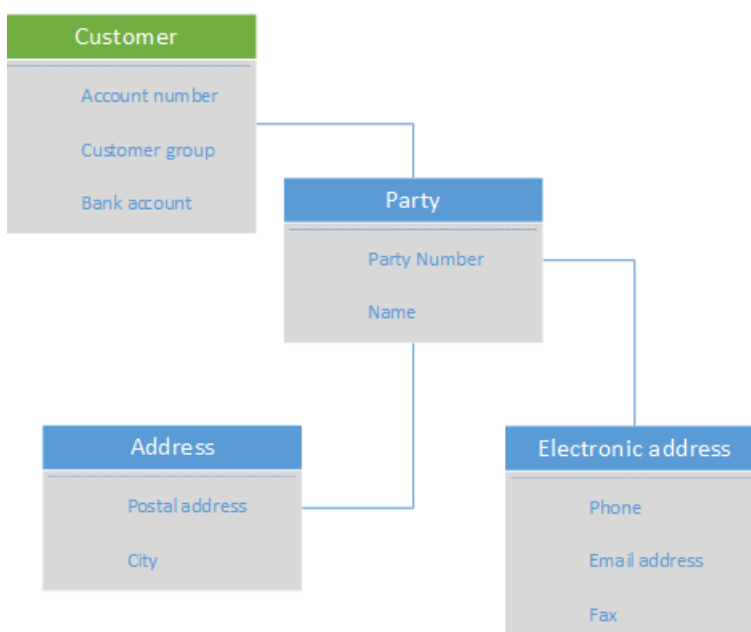 Customer
Account number
Customer group
Bank account
Party
Party Number
Name
Address
Postal address
City
Electronic address
Phone
Email address
Fax